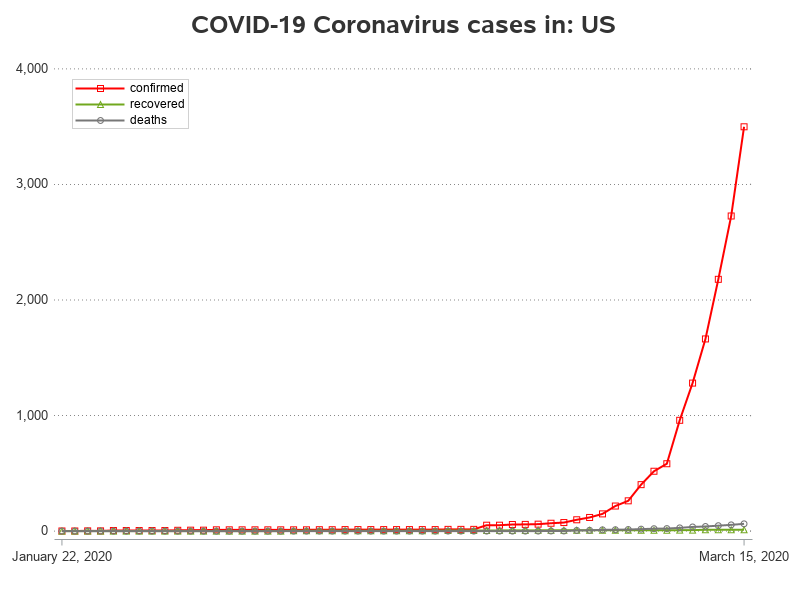 COVID-19 Coronavirus cases in: US
4,000
confirmed
recovered
deaths
3,000
2,000
1,000
0
January 22, 2020
March 15, 2020